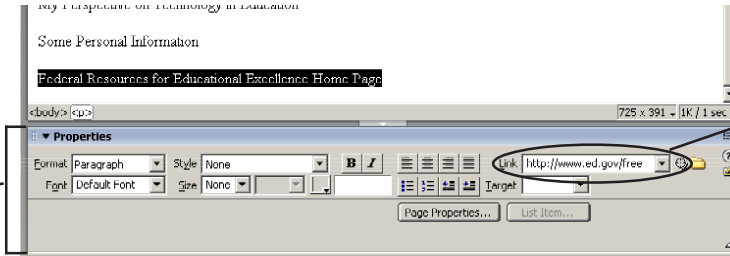 My Perspective on Technology in Education
Some Personal Information
Federal Resources for Educational Excellence Home Page
<body> <p> 725 x 391 1K / 1 sec
Properties
Format Paragraph Style None B I Link http://www.ed.gov/free
Font Default Font Size None Target
Page Properties... List Item...